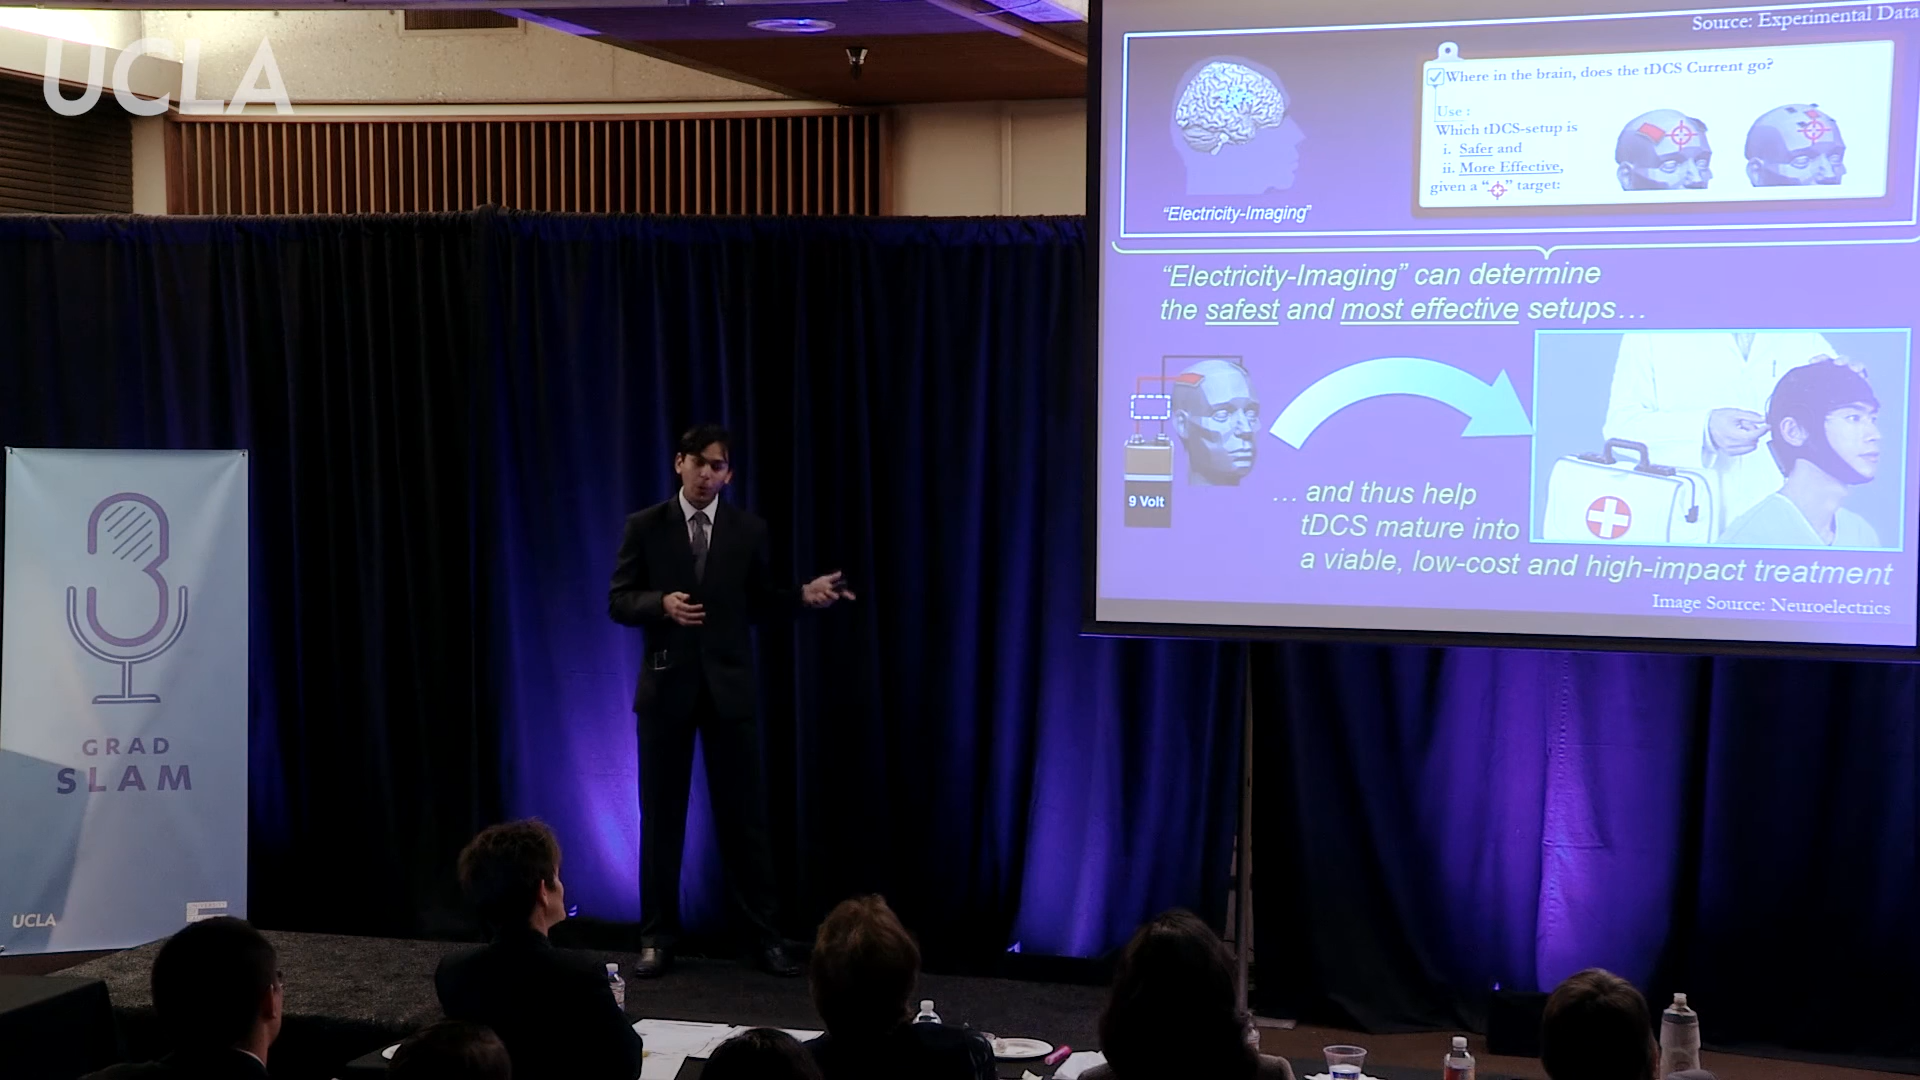 UCLA
Source: Experimental Data
Where in the brain, does the tDCS Current go?
Use :
Which tDCS-setup is
i. Safer and
ii. More Effective,
given a “ ” target:
“Electricity-Imaging”
“Electricity-Imaging” can determine
the safest and most effective setups…
9 Volt
… and thus help
tDCS mature into
a viable, low-cost and high-impact treatment
Image Source: Neuroelectrics
GRAD
SLAM
UCLA